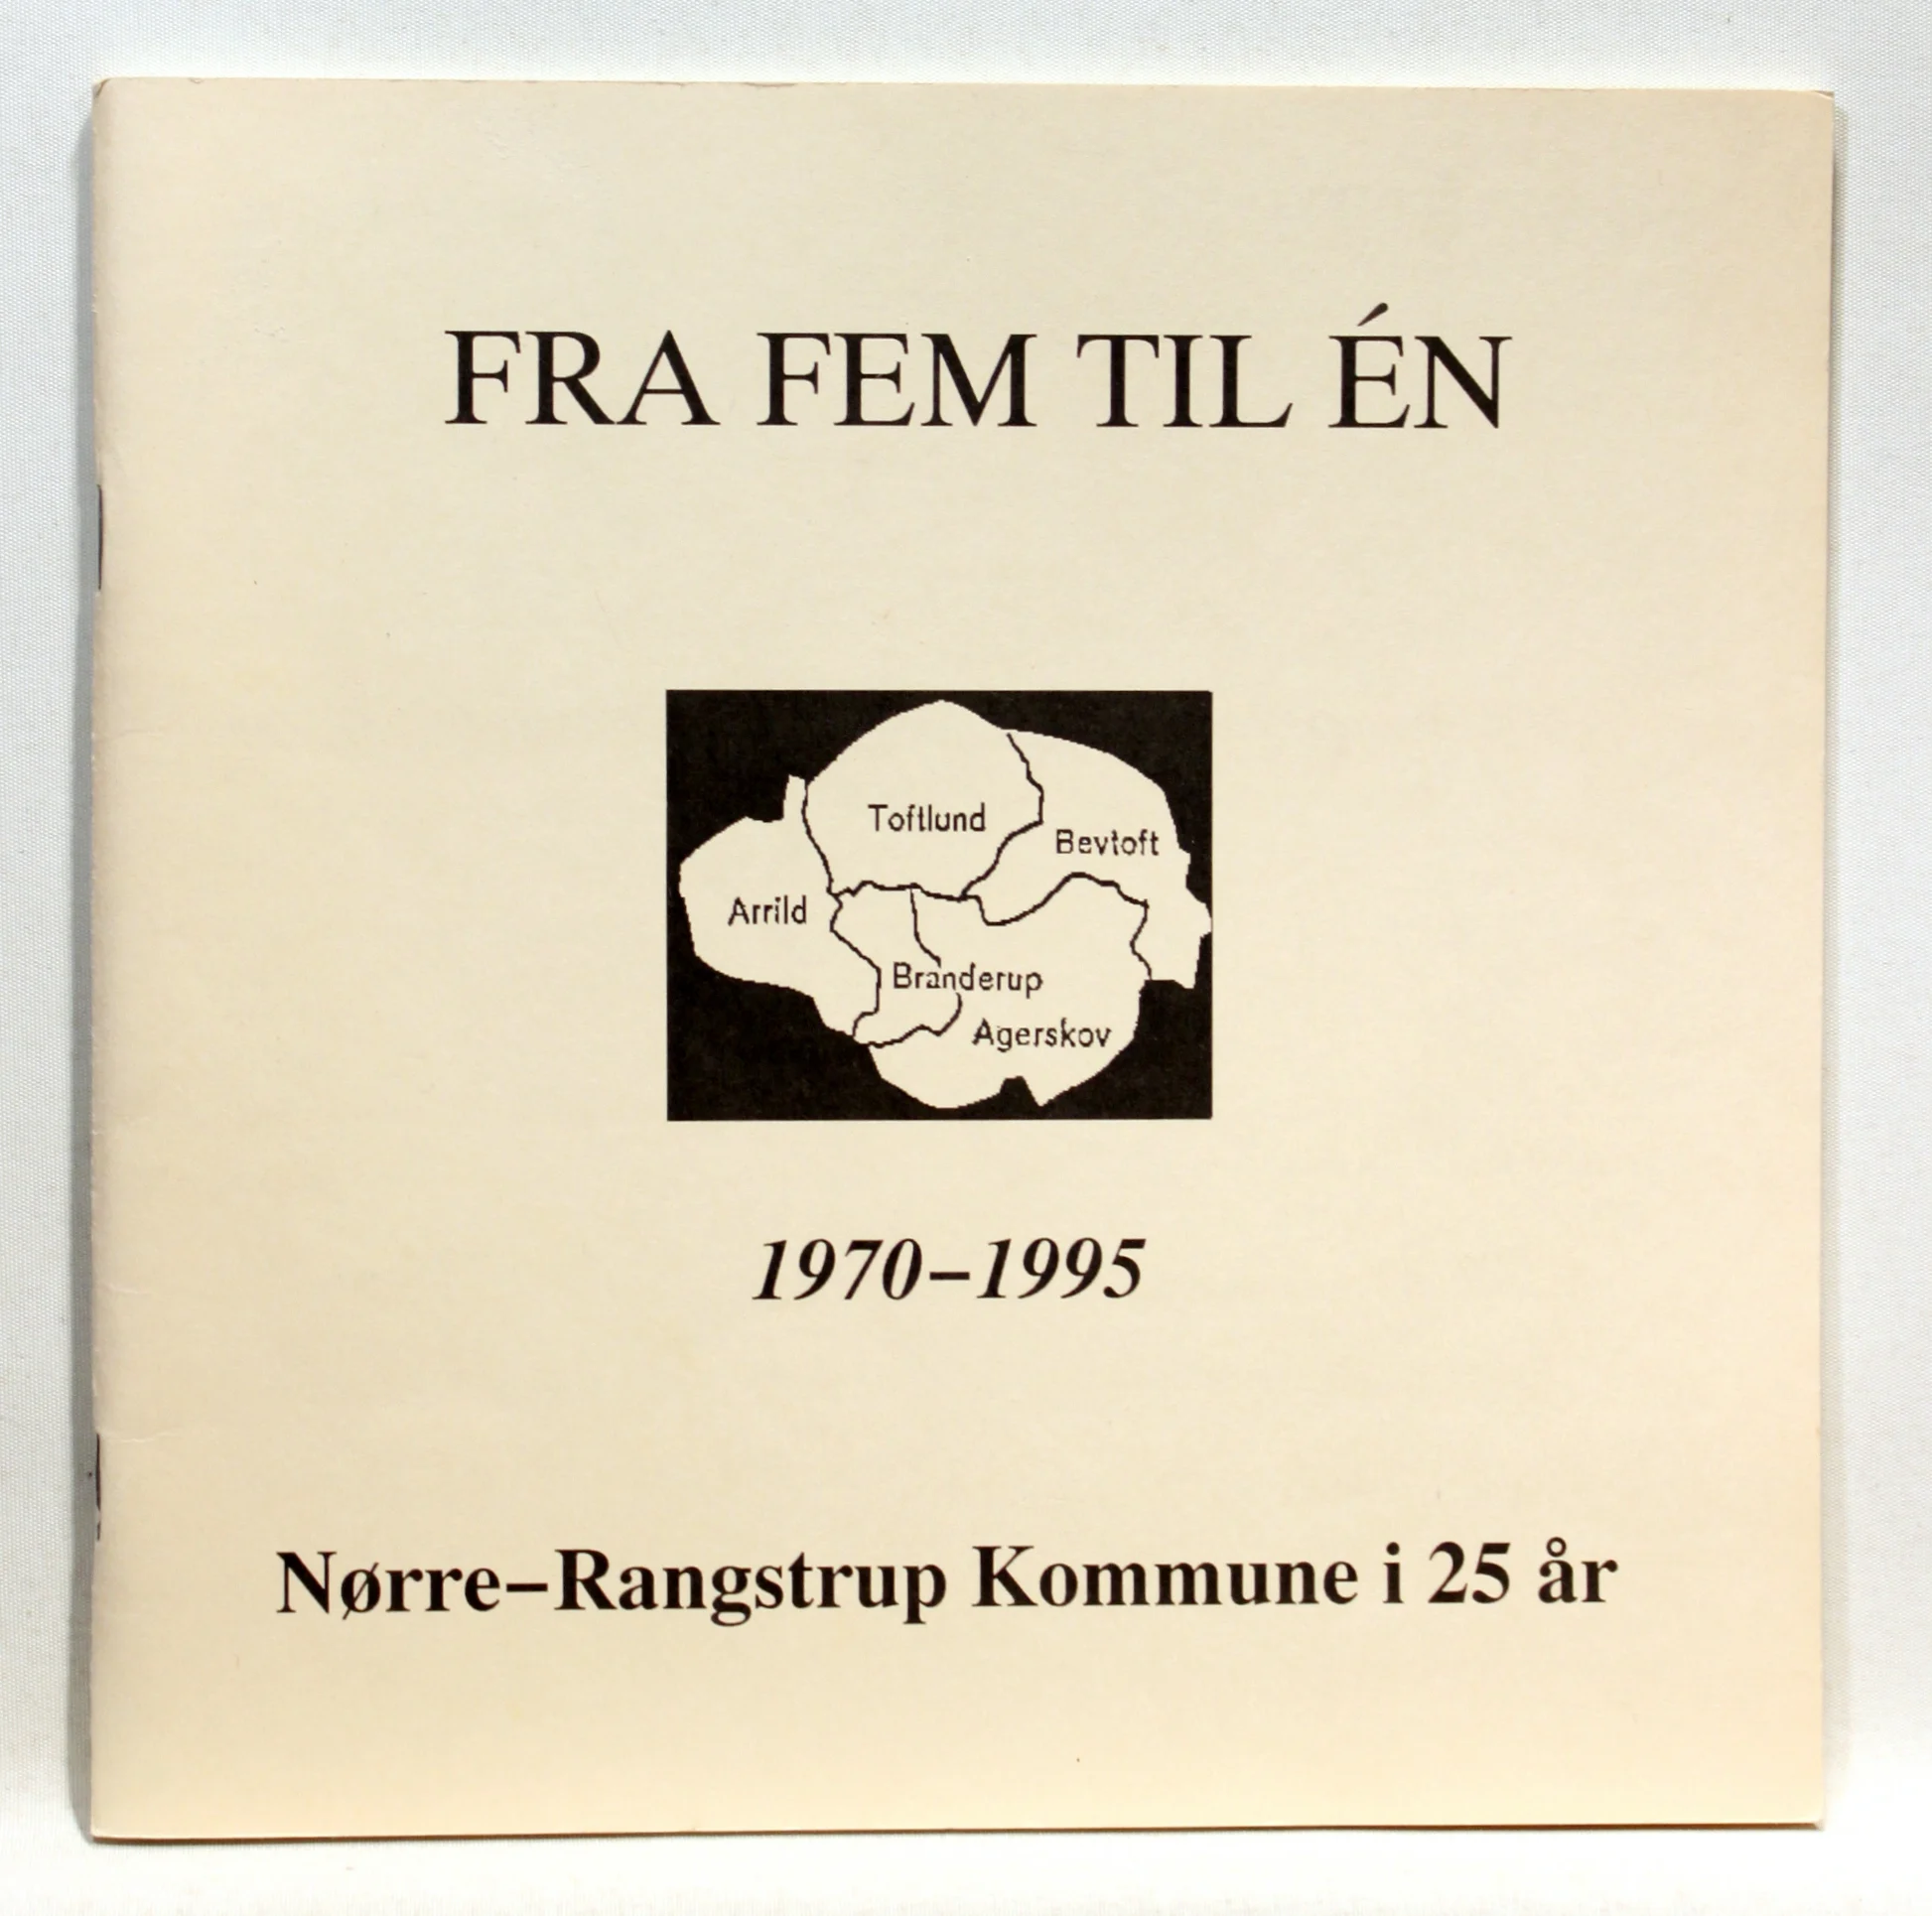 FRA FEM TIL ÉN
Toftlund
Bevtoft
Arrild
Branderup
Agerskov
1970–1995
Nørre–Rangstrup Kommune i 25 år